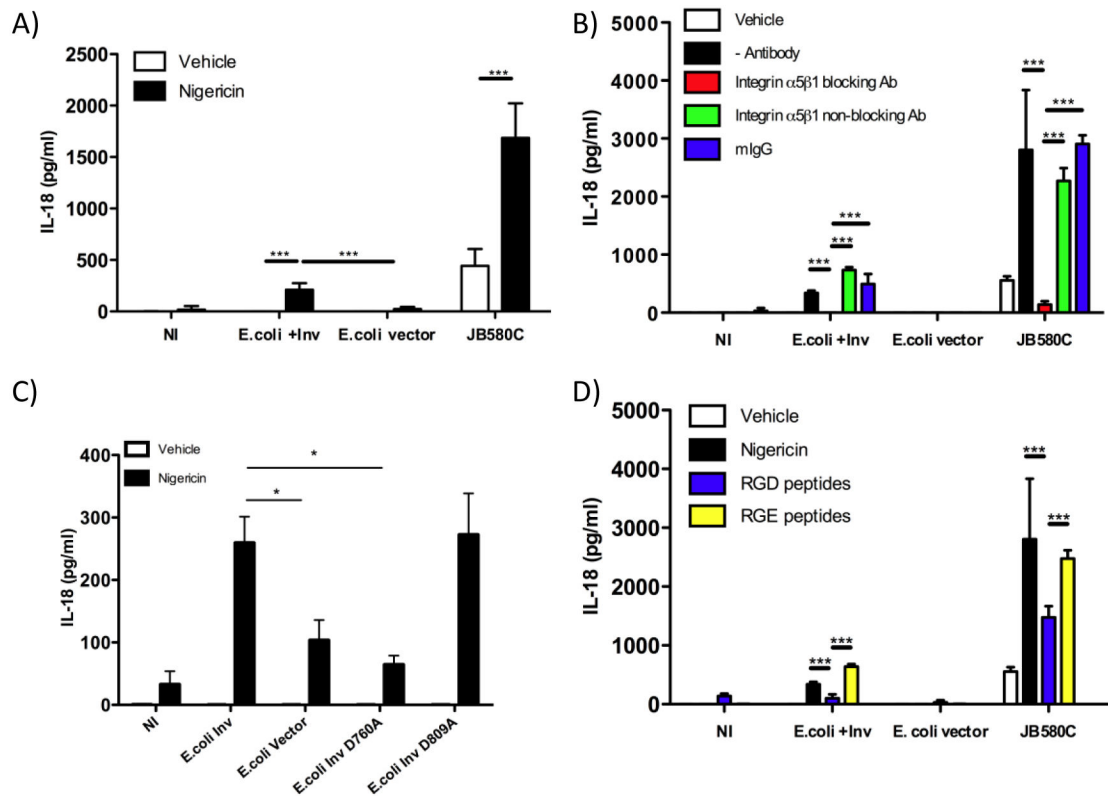 A)
Vehicle
Nigericin
IL-18 (pg/ml)
2500
2000
1500
1000
500
0
***
***
***
NI
E.coli +Inv
E.coli vector
JB580C
B)
Vehicle
- Antibody
Integrin α5β1 blocking Ab
Integrin α5β1 non-blocking Ab
mIgG
IL-18 (pg/ml)
5000
4000
3000
2000
1000
0
***
***
***
***
***
***
NI
E.coli +Inv
E.coli vector
JB580C
C)
Vehicle
Nigericin
IL-18 (pg/ml)
400
300
200
100
0
*
*
NI
E.coli Inv
E.coli Vector
E.coli Inv D760A
E.coli Inv D809A
D)
Vehicle
Nigericin
RGD peptides
RGE peptides
IL-18 (pg/ml)
5000
4000
3000
2000
1000
0
***
***
***
***
NI
E.coli +Inv
E. coli vector
JB580C